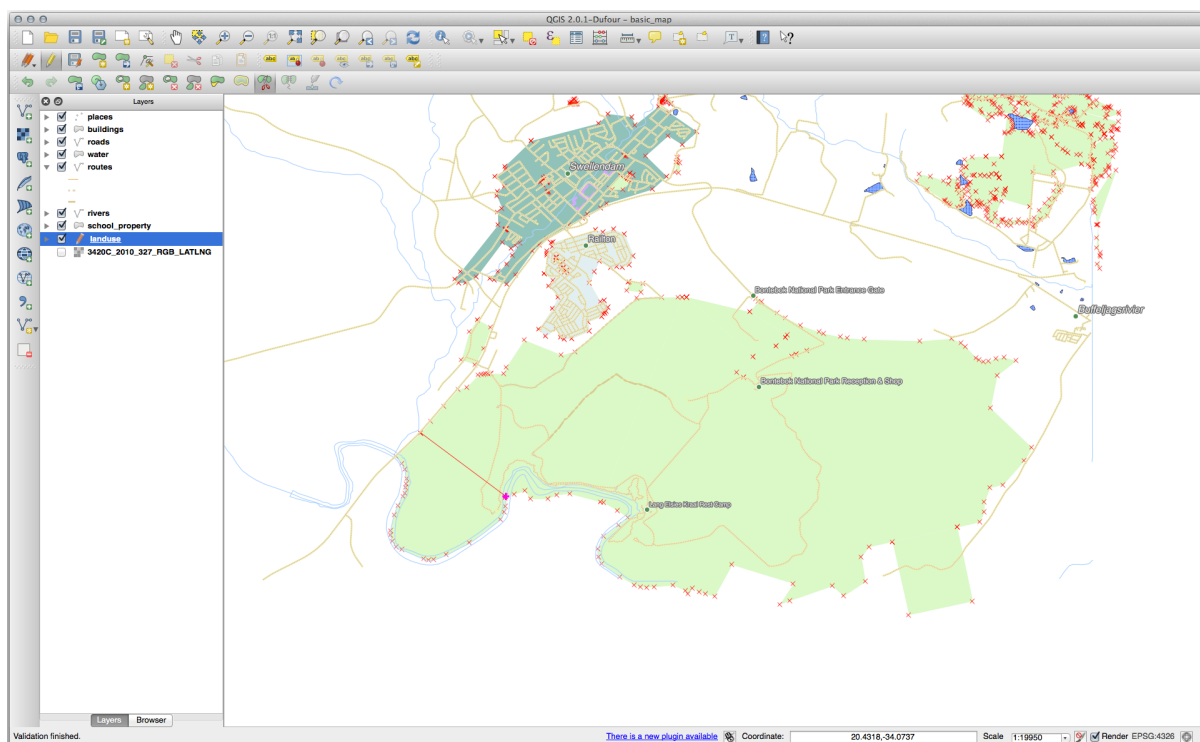 QGIS 2.0.1-Dufour - basic_map
Layers
places
buildings
roads
water
routes
rivers
school_property
landuse
3420C_2010_327_RGB_LATLNG
Swellendam
Railton
Bontebok National Park Entrance Gate
Buffeljagsrivier
Bontebok National Park Reception & Shop
Lang Elsies Kraal Rest Camp
Layers
Browser
Validation finished.
There is a new plugin available
Coordinate:
20.4318,-34.0737
Scale
1:19950
Render
EPSG:4326